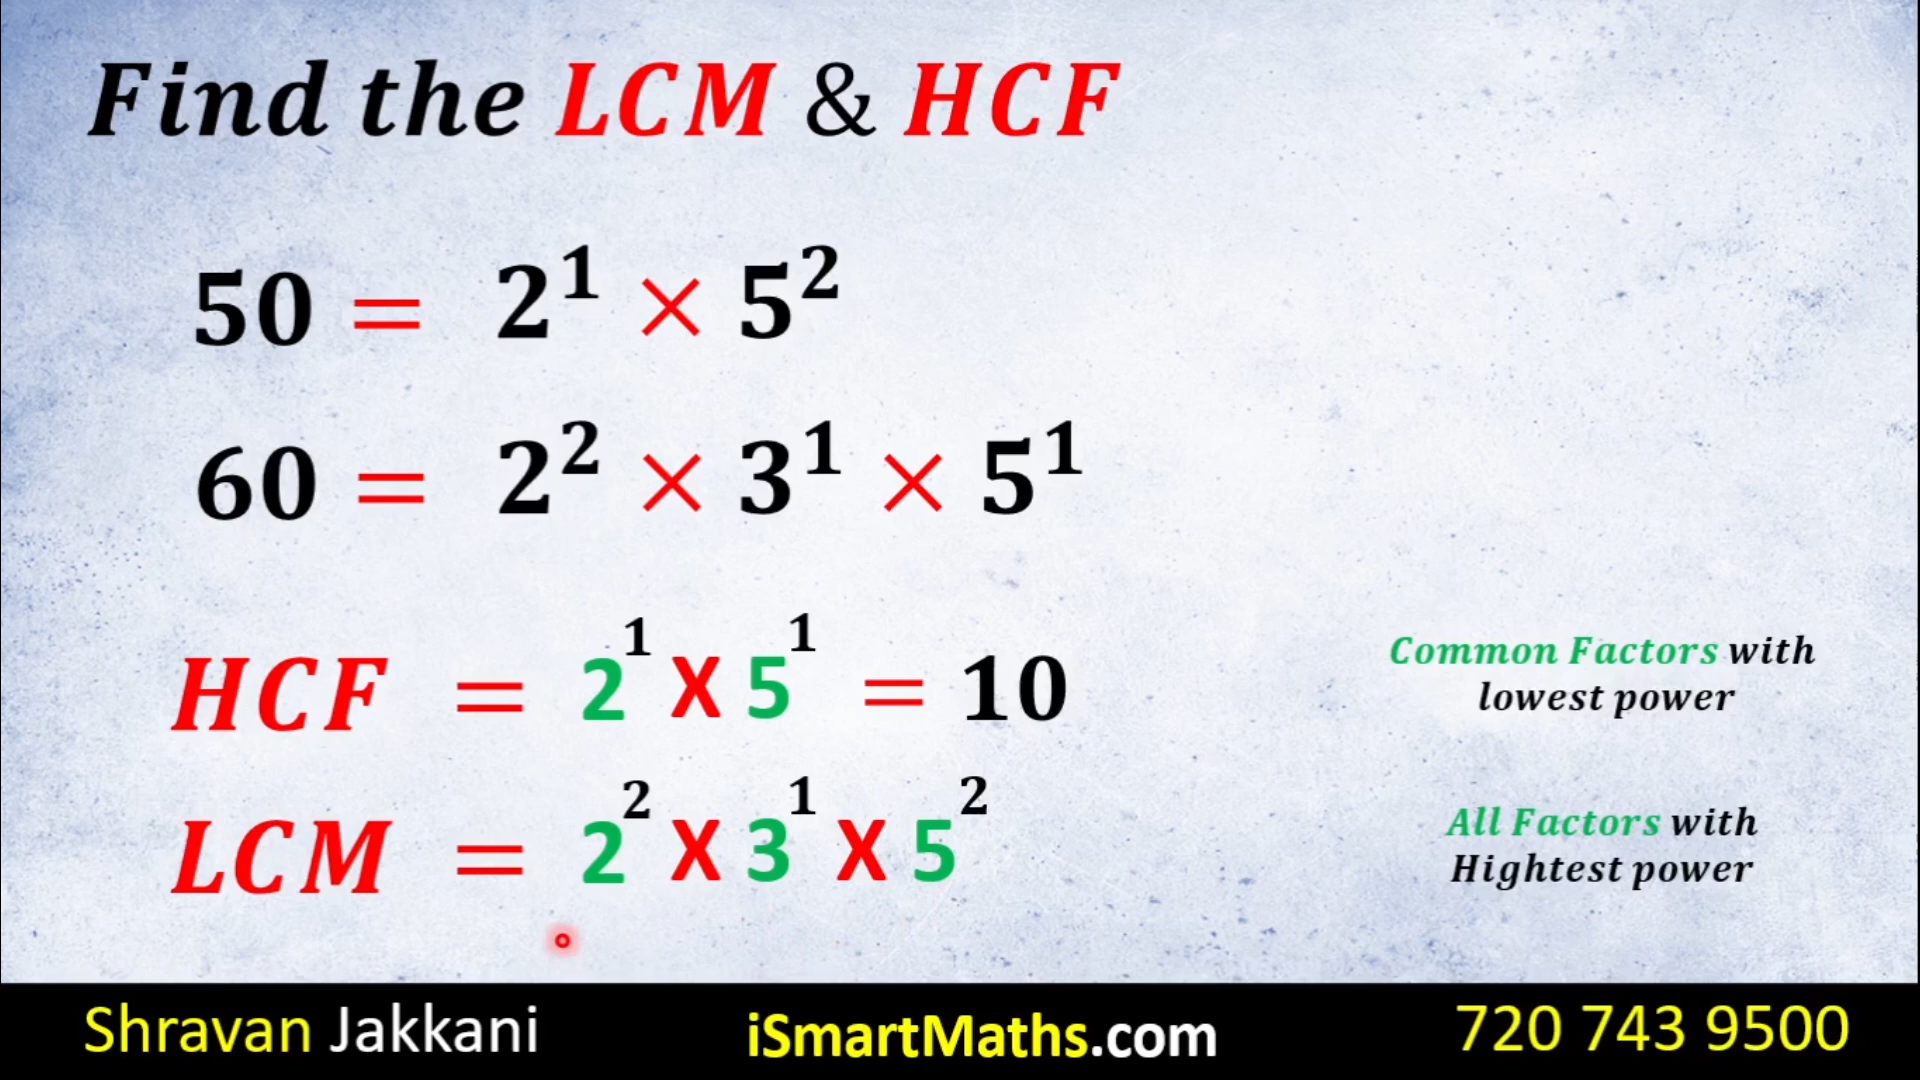 Find the LCM & HCF
50 = 2¹ × 5²
60 = 2² × 3¹ × 5¹
HCF = 2¹ X 5¹ = 10
Common Factors with
lowest power
LCM = 2² X 3¹ X 5²
All Factors with
Hightest power
Shravan Jakkani
iSmartMaths.com
720 743 9500